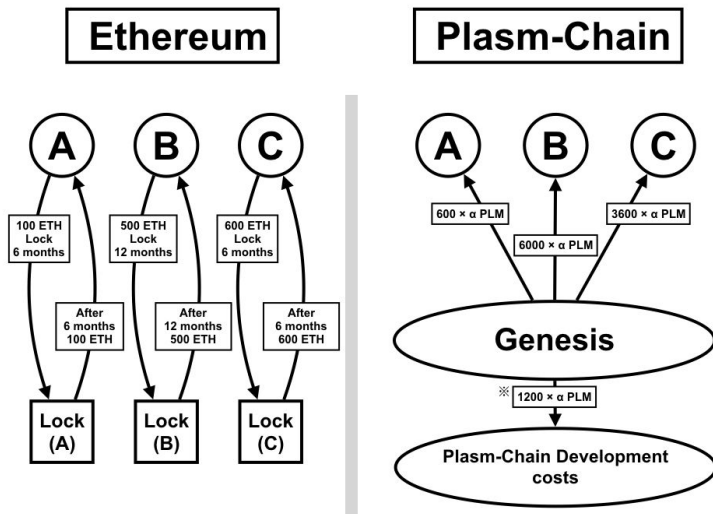 Ethereum
Plasm-Chain
A
B
C
100 ETH
Lock
6 months
500 ETH
Lock
12 months
600 ETH
Lock
6 months
After
6 months
100 ETH
After
12 months
500 ETH
After
6 months
600 ETH
Lock
(A)
Lock
(B)
Lock
(C)
A
B
C
600 × α PLM
6000 × α PLM
3600 × α PLM
Genesis
※
1200 × α PLM
Plasm-Chain Development
costs